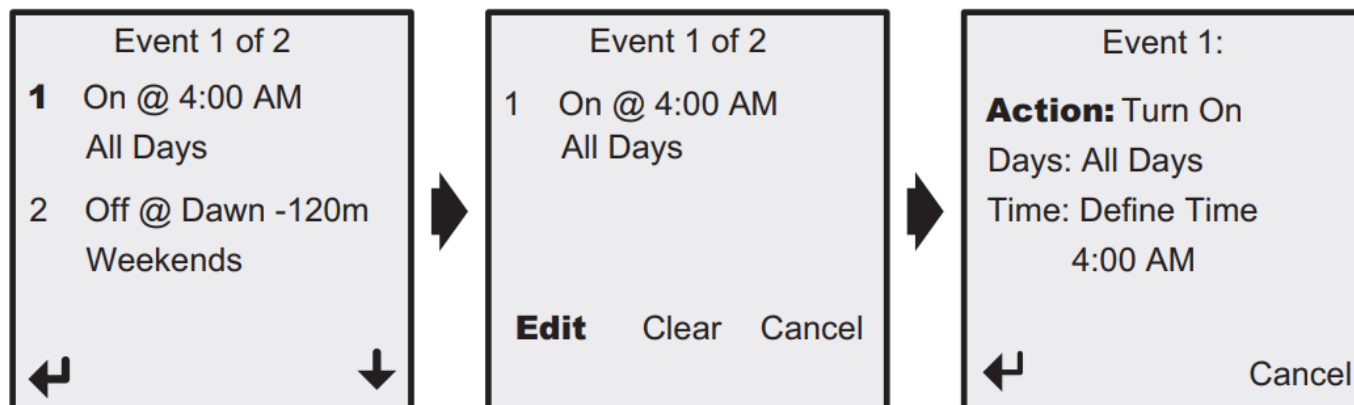 Event 1 of 2
1 On @ 4:00 AM
All Days
2 Off @ Dawn -120m
Weekends
Event 1 of 2
1 On @ 4:00 AM
All Days
Edit Clear Cancel
Event 1:
Action: Turn On
Days: All Days
Time: Define Time
4:00 AM
Cancel